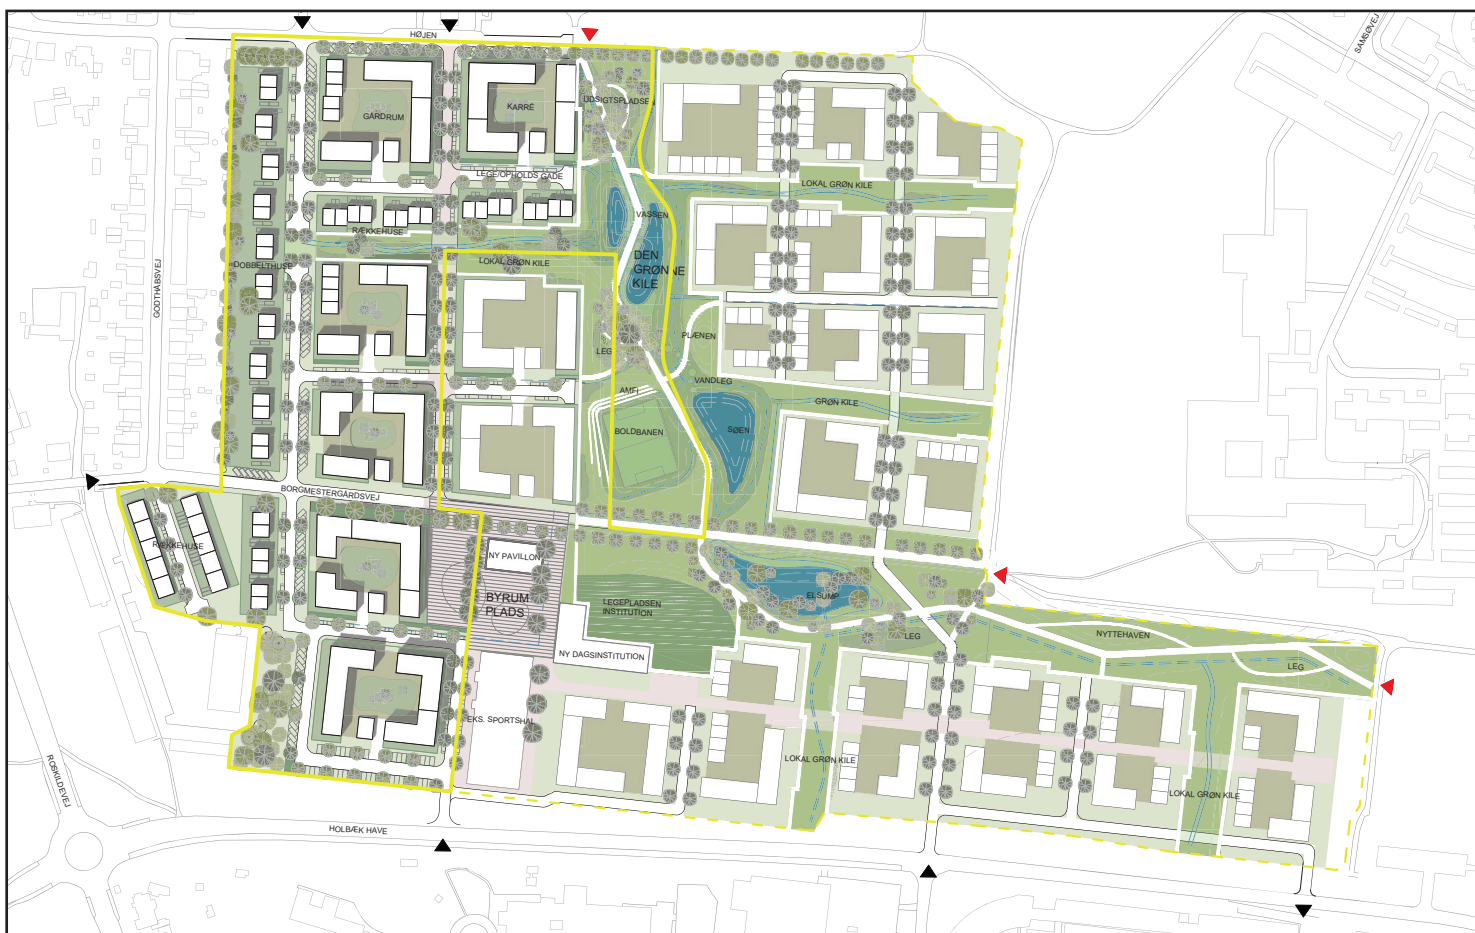 HØJEN
SAMSØVEJ
UDSIGTSPLADSEN
KARRÉ
GÅRDRUM
LEGE/OPHOLDS GADE
LOKAL GRØN KILE
VASSEN
RÆKKEHUSE
DEN
GRØNNE
KILE
LOKAL GRØN KILE
DOBBELTHUSE
GODTHÅBSVEJ
PLÆNEN
LEG
VANDLEG
AMFI
GRØN KILE
BOLDBANEN
SØEN
BORGMESTERGÅRDSVEJ
RÆKKEHUSE
NY PAVILLON
BYRUM
PLADS
LEGEPLADSEN
INSTITUTION
ELSUMP
LEG
NYTTEHAVEN
LEG
NY DAGSINSTITUTION
EKS. SPORTSHAL
LOKAL GRØN KILE
LOKAL GRØN KILE
ROSKILDEVEJ
HOLBÆK HAVE